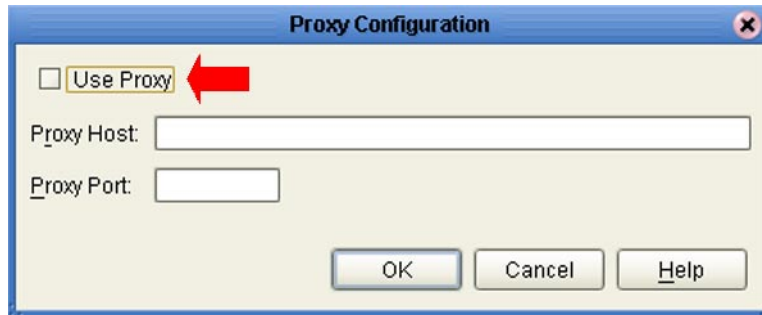 Proxy Configuration
Use Proxy
Proxy Host:
Proxy Port:
OK Cancel Help